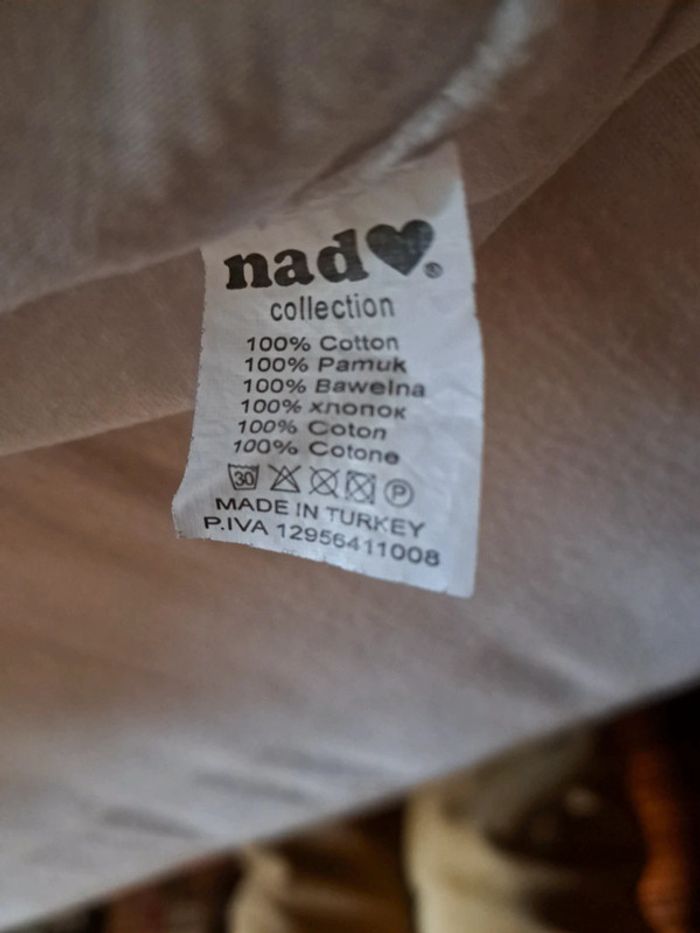 nad♥®
collection
100% Cotton
100% Pamuk
100% Bawelna
100% хлопок
100% Coton
100% Cotone
30 P
MADE IN TURKEY
P.IVA 12956411008